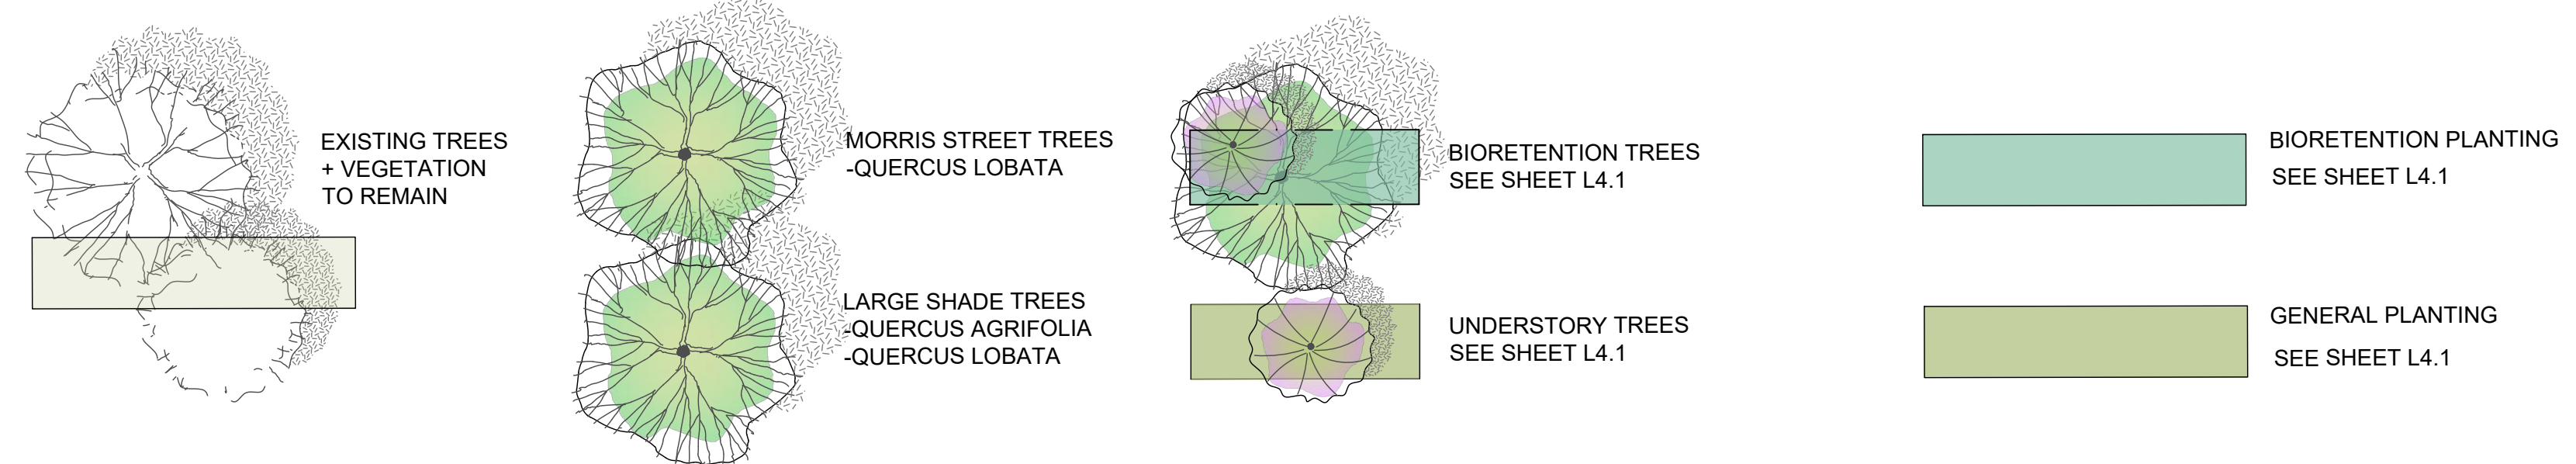 EXISTING TREES
+ VEGETATION
TO REMAIN
MORRIS STREET TREES
-QUERCUS LOBATA
LARGE SHADE TREES
-QUERCUS AGRIFOLIA
-QUERCUS LOBATA
BIORETENTION TREES
SEE SHEET L4.1
UNDERSTORY TREES
SEE SHEET L4.1
BIORETENTION PLANTING
SEE SHEET L4.1
GENERAL PLANTING
SEE SHEET L4.1